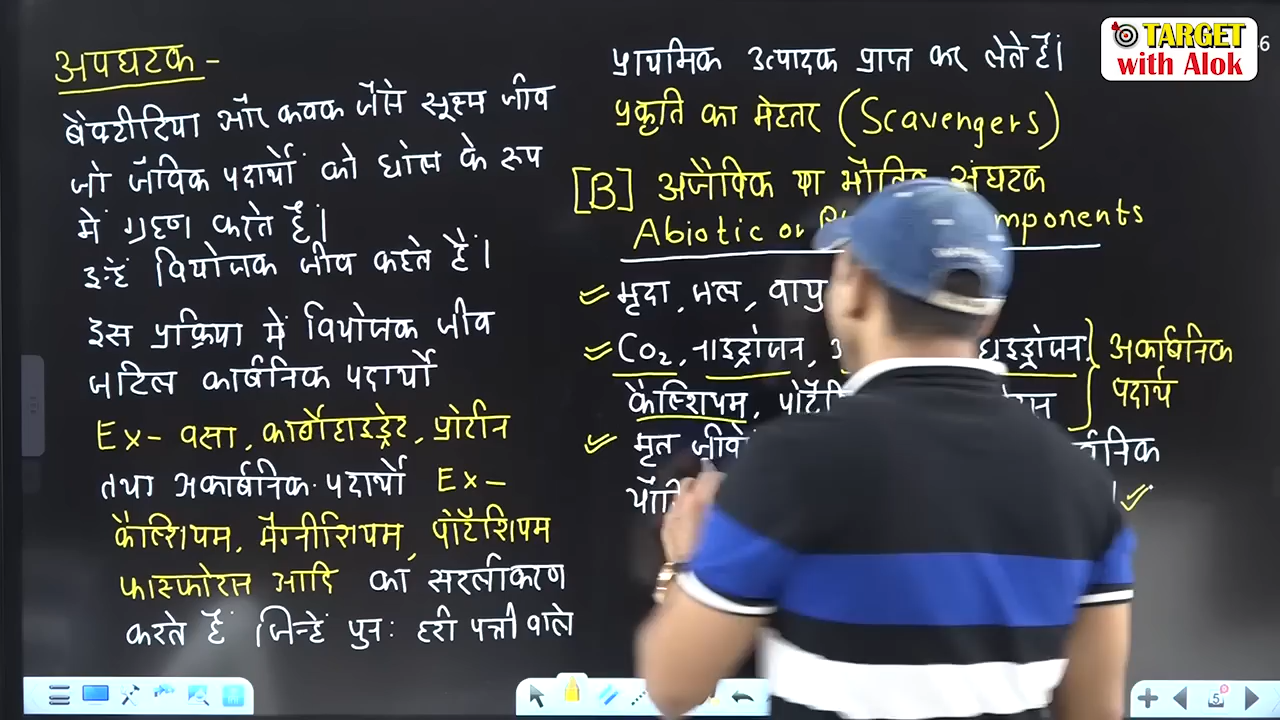 अपघटक -
बैक्टीरिया और कवक जैसे सूक्ष्म जीव
जो जैविक पदार्थों को घोल के रूप
में ग्रहण करते हैं।
इन्हें वियोजक जीव कहते हैं।
इस प्रक्रिया में वियोजक जीव
जटिल कार्बनिक पदार्थो
Ex- वसा, कार्बोहाइड्रेट, प्रोटीन
तथा अकार्बनिक पदार्थो Ex-
कैल्शियम, मैग्नीशियम, पोटैशियम
फास्फोरस आदि का सरलीकरण
करते हैं जिन्हें पुनः हरी पत्ती वाले
प्राथमिक उत्पादक प्राप्त कर लेते हैं।
प्रकृति का मेहतर (Scavengers)
[B] अजैविक या भौतिक संघटक
Abiotic or mponents
मृदा, जल, वायु
CO₂, नाइट्रोजन, हाइड्रोजन
कैल्शियम,
अकार्बनिक
पदार्थ
मृत
TARGET
with Alok
6
5